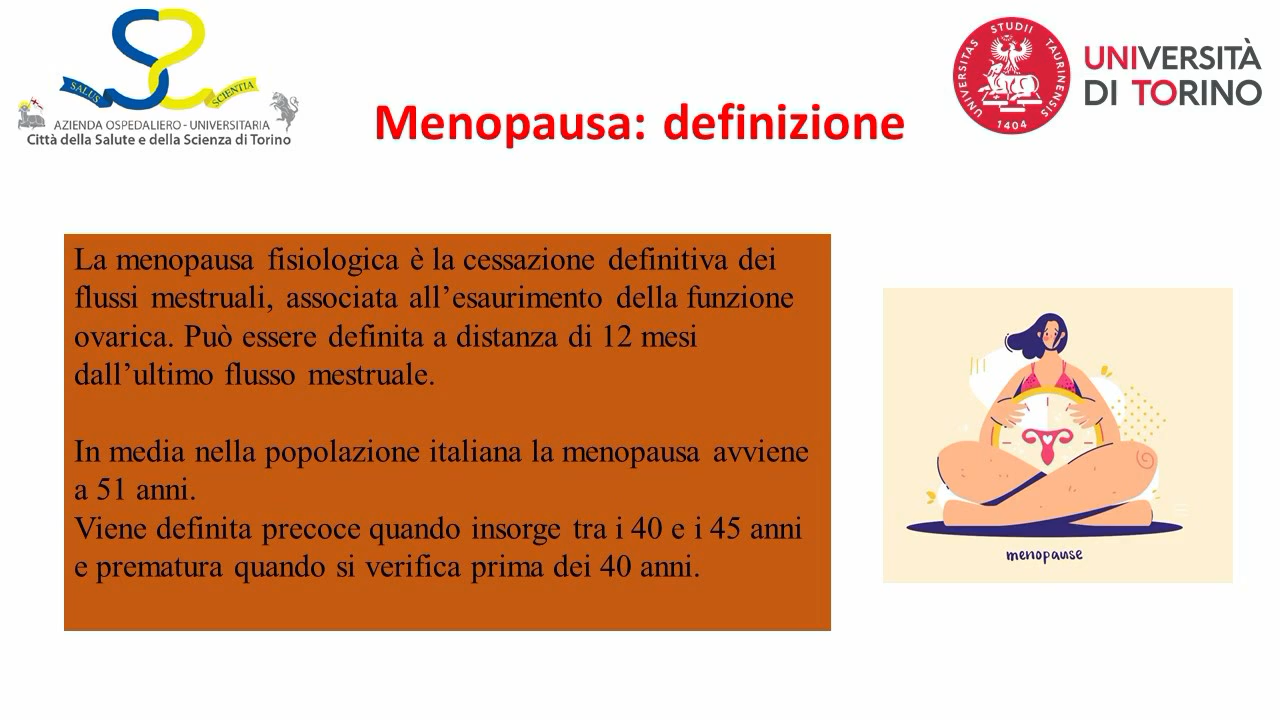 SALUS
SCIENTIA
AZIENDA OSPEDALIERO - UNIVERSITARIA
Città della Salute e della Scienza di Torino
Menopausa: definizione
UNIVERSITAS STUDII TAURINENSIS
1404
UNIVERSITÀ
DI TORINO
La menopausa fisiologica è la cessazione definitiva dei
flussi mestruali, associata all’esaurimento della funzione
ovarica. Può essere definita a distanza di 12 mesi
dall’ultimo flusso mestruale.
In media nella popolazione italiana la menopausa avviene
a 51 anni.
Viene definita precoce quando insorge tra i 40 e i 45 anni
e prematura quando si verifica prima dei 40 anni.
menopause